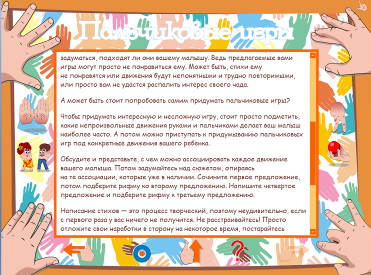 Пальчиковые игры
задуматься, подходят ли они вашему малышу. Ведь предлагаемые вами
игры могут просто не понравиться ему. Может быть, стихи ему
не понравятся или движения будут непонятными и трудно повторимыми,
или просто вам не удастся распалить интерес своего чада.
А может быть стоит попробовать самим придумать пальчиковые игры?
Чтобы придумать интересную и несложную игру, стоит просто подметить,
какие непроизвольные движения руками и пальчиками делает ваш малыш
наиболее часто. А потом можно приступать к придумыванию пальчиковых
игр под конкретные движения вашего ребенка.
Обсудите и представьте, с чем можно ассоциировать каждое движение
вашего малыша. Потом задумайтесь над сюжетом, опираясь
на те ассоциации, которые уже в наличии. Сочините первое предложение,
потом подберите рифму ко второму предложению. Напишите четвертое
предложение и подберите рифму к третьему предложению.
Написание стихов — это процесс творческий, поэтому неудивительно, если
с первого раза у вас ничего не получится. Не расстраивайтесь! Просто
отложите свои наработки в сторону на некоторое время, постарайтесь